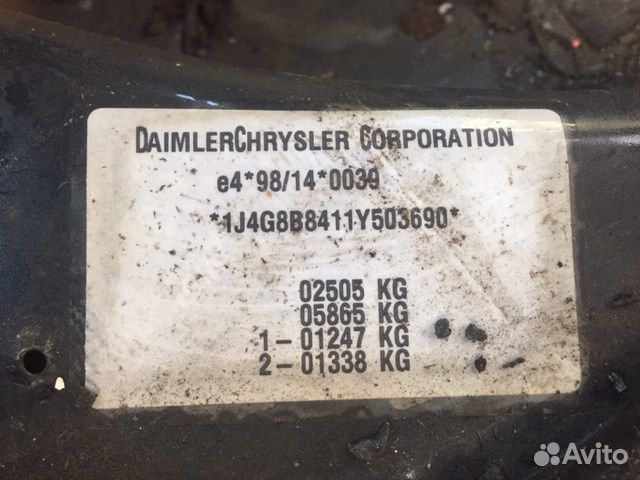 DAIMLERCHRYSLER CORPORATION
e4*98/14*0039
*1J4G8B8411Y503690*
02505 KG
05865 KG
1-01247 KG
2-01338 KG
Avito